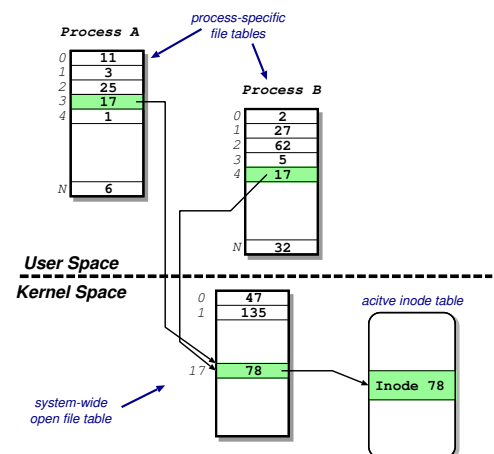 process-specific
file tables
Process A
0 11
1 3
2 25
3 17
4 1
N 6
Process B
0 2
1 27
2 62
3 5
4 17
N 32
User Space
Kernel Space
0 47
1 135
17 78
acitve inode table
Inode 78
system-wide
open file table